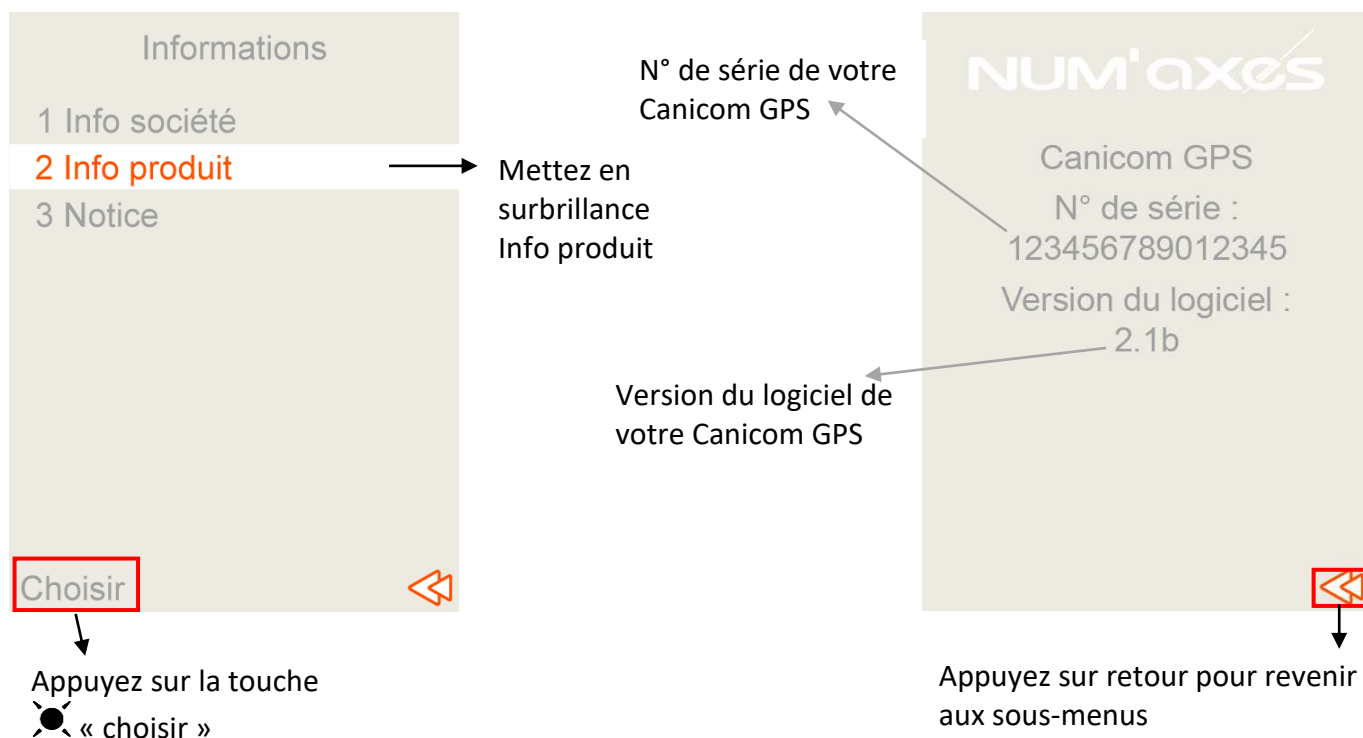 Informations
1 Info société
2 Info produit
3 Notice
Choisir
Mettez en
surbrillance
Info produit
Appuyez sur la touche
« choisir »
N° de série de votre
Canicom GPS
Version du logiciel de
votre Canicom GPS
NUM'axés
Canicom GPS
N° de série :
123456789012345
Version du logiciel :
2.1b
Appuyez sur retour pour revenir
aux sous-menus